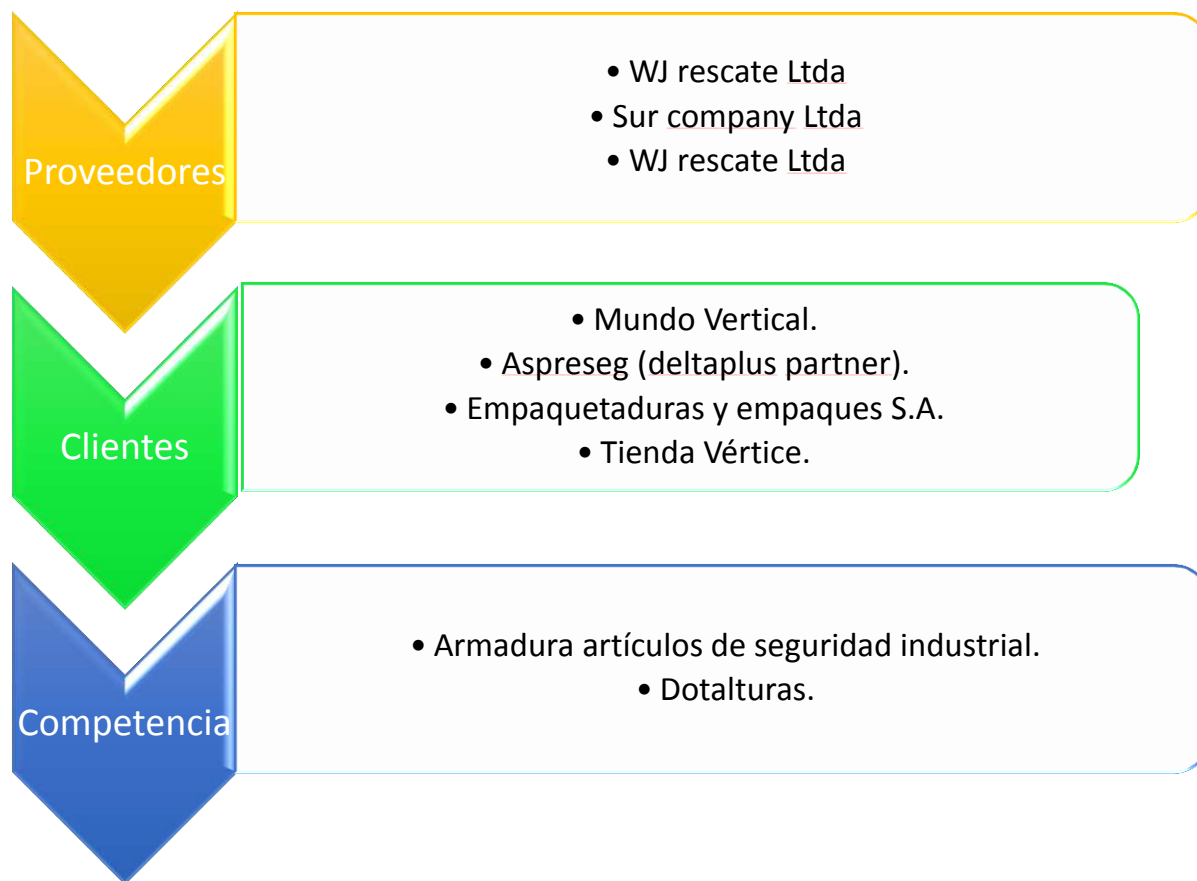 Proveedores
• WJ rescate Ltda
• Sur company Ltda
• WJ rescate Ltda
Clientes
• Mundo Vertical.
• Aspreseg (deltaplus partner).
• Empaquetaduras y empaques S.A.
• Tienda Vértice.
Competencia
• Armadura artículos de seguridad industrial.
• Dotalturas.